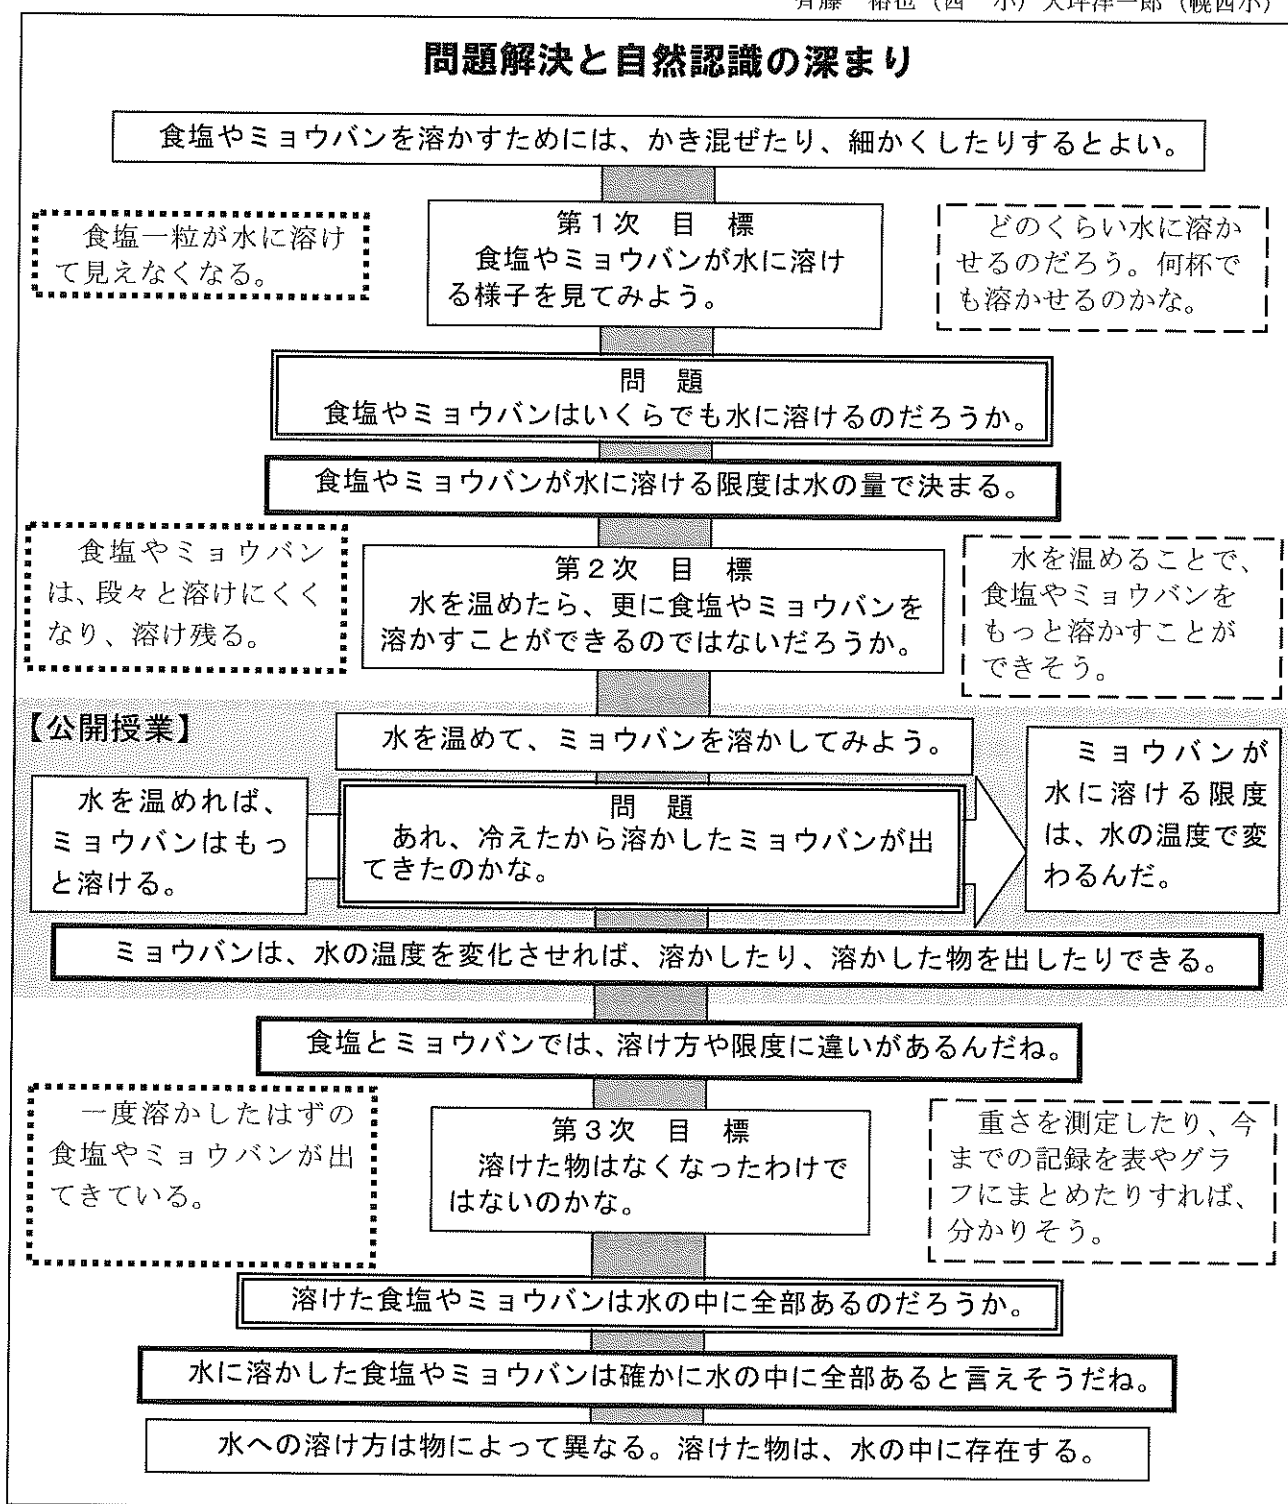 問題解決と自然認識の深まり
食塩やミョウバンを溶かすためには、かき混ぜたり、細かくしたりするとよい。
食塩一粒が水に溶け
て見えなくなる。
第1次 目 標
食塩やミョウバンが水に溶け
る様子を見てみよう。
どのくらい水に溶か
せるのだろう。何杯で
も溶かせるのかな。
問 題
食塩やミョウバンはいくらでも水に溶けるのだろうか。
食塩やミョウバンが水に溶ける限度は水の量で決まる。
食塩やミョウバン
は、段々と溶けにくく
なり、溶け残る。
第2次 目 標
水を温めたら、更に食塩やミョウバンを
溶かすことができるのではないだろうか。
水を温めることで、
食塩やミョウバンを
もっと溶かすことが
できそう。
【公開授業】
水を温めて、ミョウバンを溶かしてみよう。
水を温めれば、
ミョウバンはもっ
と溶ける。
問 題
あれ、冷えたから溶かしたミョウバンが出
てきたのかな。
ミョウバンが
水に溶ける限度
は、水の温度で変
わるんだ。
ミョウバンは、水の温度を変化させれば、溶かしたり、溶かした物を出したりできる。
食塩とミョウバンでは、溶け方や限度に違いがあるんだね。
一度溶かしたはずの
食塩やミョウバンが出
てきている。
第3次 目 標
溶けた物はなくなったわけで
はないのかな。
重さを測定したり、今
までの記録を表やグラ
フにまとめたりすれば、
分かりそう。
溶けた食塩やミョウバンは水の中に全部あるのだろうか。
水に溶かした食塩やミョウバンは確かに水の中に全部あると言えそうだね。
水への溶け方は物によって異なる。溶けた物は、水の中に存在する。